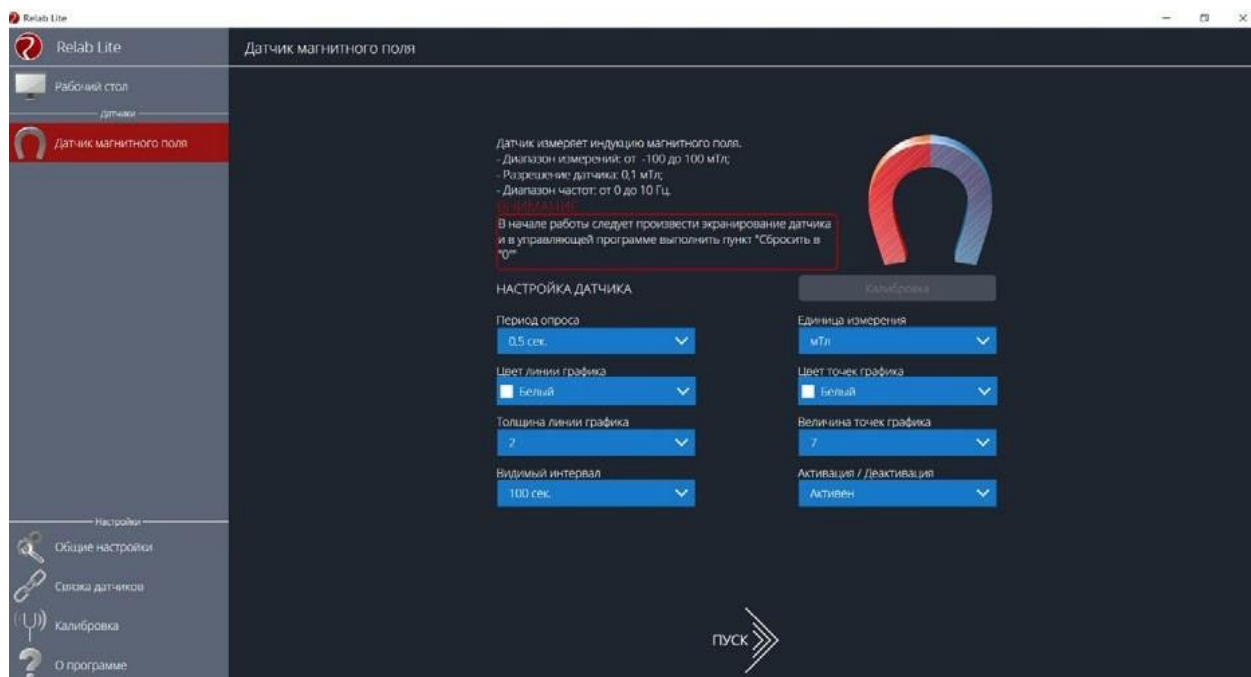 Relab Lite
Relab Lite
Датчик магнитного поля
Рабочий стол
Датчики
Датчик магнитного поля
Датчик измеряет индукцию магнитного поля.
- Диапазон измерений: от -100 до 100 мТл;
- Разрешение датчика: 0,1 мТл;
- Диапазон частот: от 0 до 10 Гц.
ВНИМАНИЕ
В начале работы следует произвести экранирование датчика
и в управляющей программе выполнить пункт "Сбросить в
"0""
НАСТРОЙКА ДАТЧИКА
Калибровка
Период опроса
Единица измерения
0,5 сек.
мТл
Цвет линии графика
Цвет точек графика
Белый
Белый
Толщина линии графика
Величина точек графика
2
7
Видимый интервал
Активация / Деактивация
100 сек.
Активен
Настройки
Общие настройки
Связка датчиков
Калибровка
О программе
ПУСК